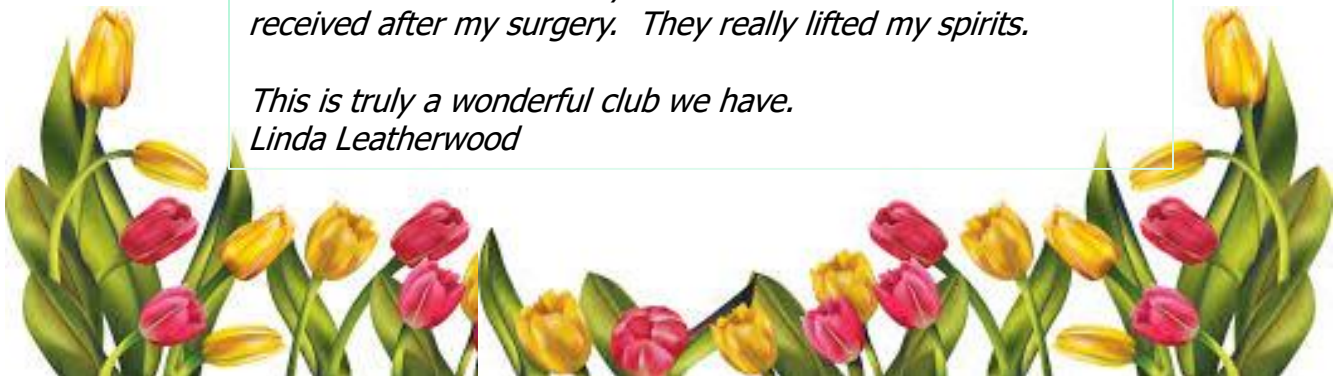 received after my surgery.  They really lifted my spirits.
This is truly a wonderful club we have.
Linda Leatherwood